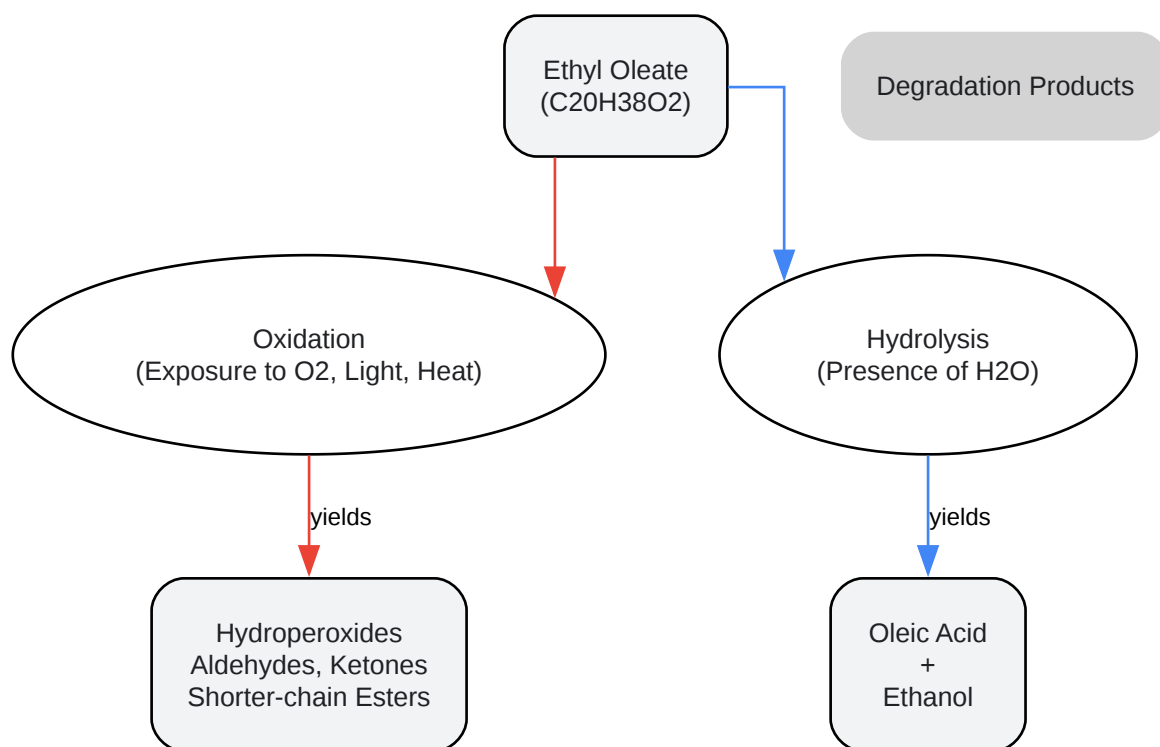 Ethyl Oleate
(C20H38O2)
Degradation Products
Oxidation
(Exposure to O2, Light, Heat)
Hydrolysis
(Presence of H2O)
yields
yields
Hydroperoxides
Aldehydes, Ketones
Shorter-chain Esters
Oleic Acid
+
Ethanol